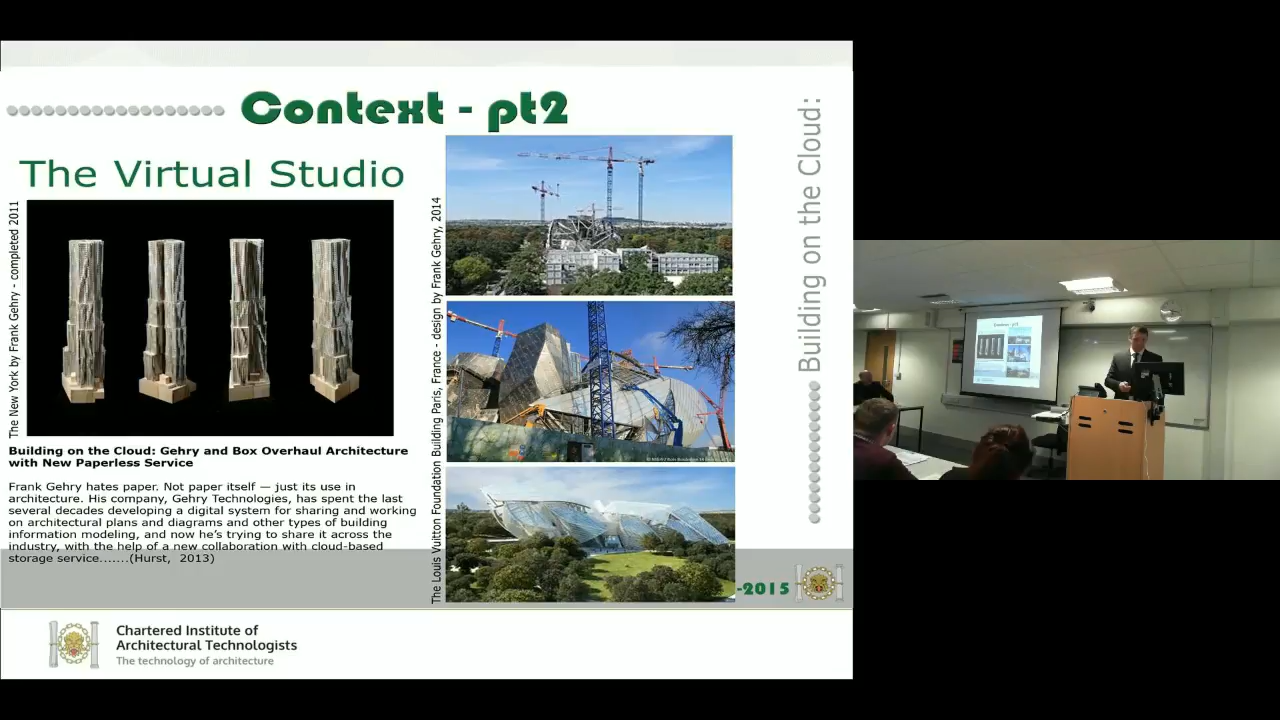 Context - pt2
The Virtual Studio
The New York by Frank Gehry - completed 2011
Building on the Cloud: Gehry and Box Overhaul Architecture
with New Paperless Service
Frank Gehry hates paper. Not paper itself — just its use in
architecture. His company, Gehry Technologies, has spent the last
several decades developing a digital system for sharing and working
on architectural plans and diagrams and other types of building
information modeling, and now he's trying to share it across the
industry, with the help of a new collaboration with cloud-based
storage service.......(Hurst, 2013)
The Louis Vuitton Foundation Building Paris, France - design by Frank Gehry, 2014
Building on the Cloud:
-2015
Chartered Institute of
Architectural Technologists
The technology of architecture
Context - pt2